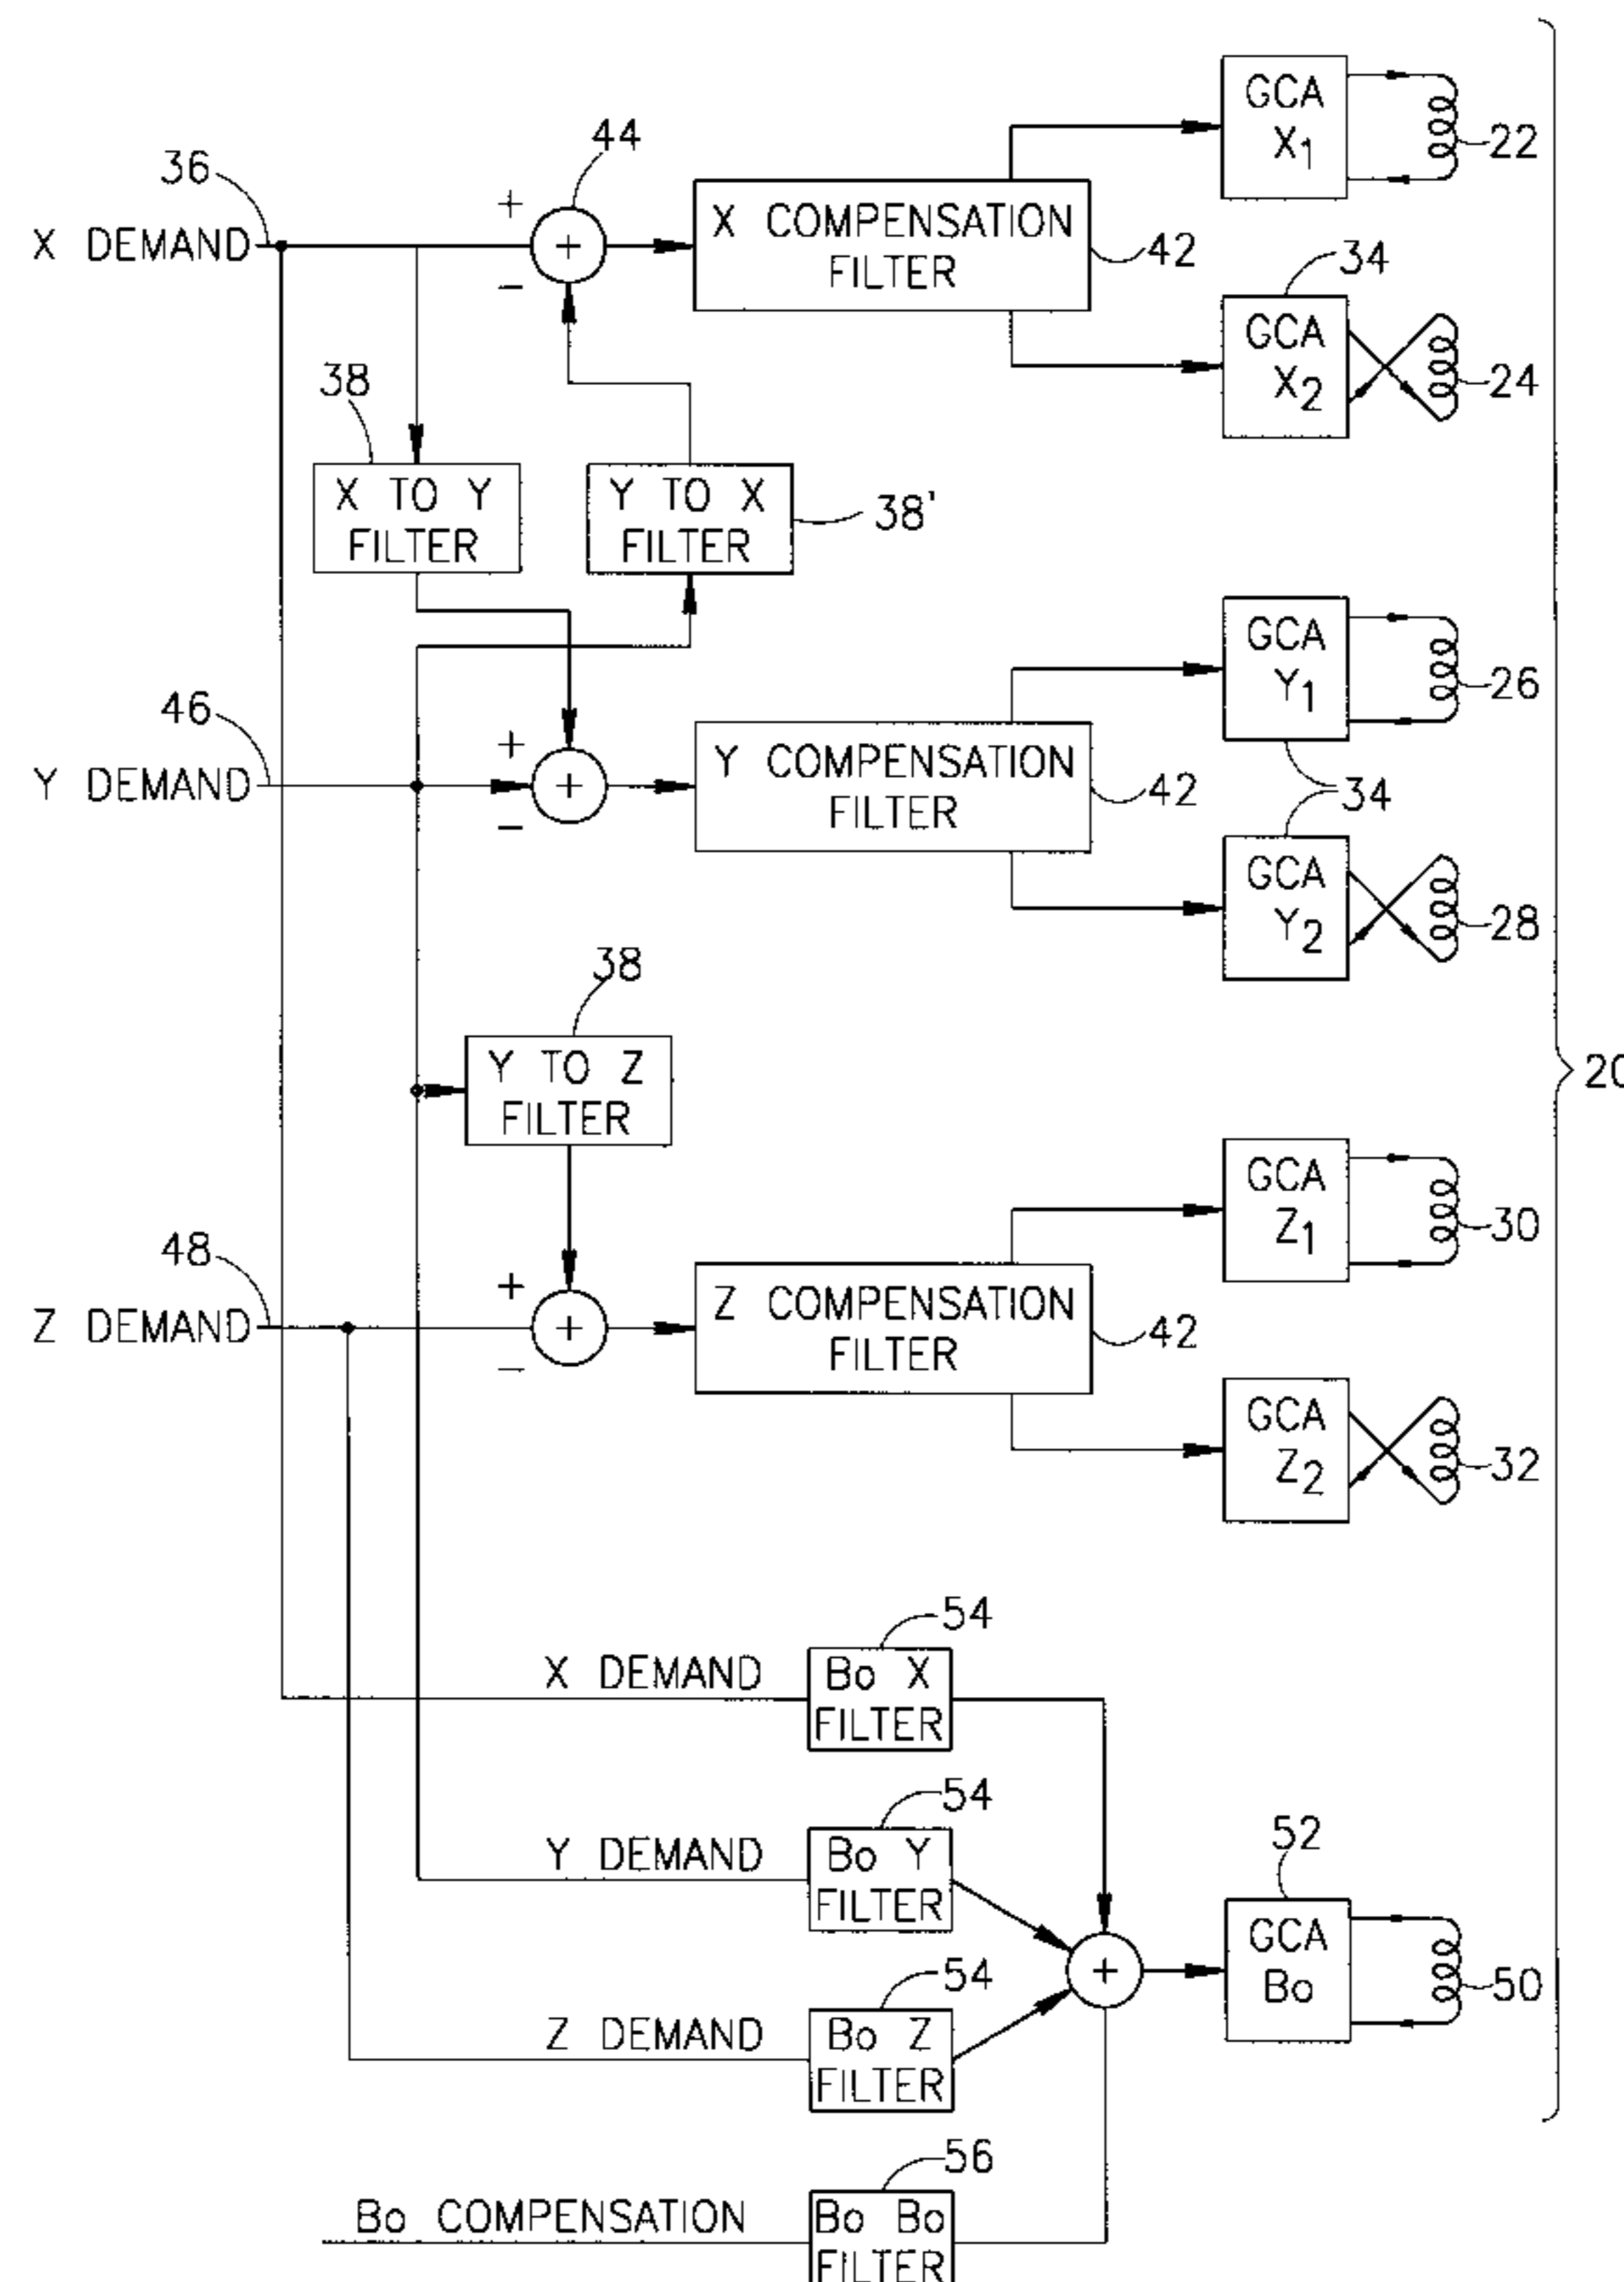 GCA
X1
22
44
36
+
X DEMAND
+
−
X COMPENSATION
FILTER
42
34
GCA
X2
24
38
X TO Y
FILTER
Y TO X
FILTER
38'
GCA
Y1
26
46
+
Y DEMAND
+
−
Y COMPENSATION
FILTER
42
34
GCA
Y2
28
38
Y TO Z
FILTER
20
GCA
Z1
30
48
+
Z DEMAND
+
−
Z COMPENSATION
FILTER
42
GCA
Z2
32
54
X DEMAND
Bo X
FILTER
54
Y DEMAND
Bo Y
FILTER
52
+
GCA
Bo
50
54
Z DEMAND
Bo Z
FILTER
56
Bo COMPENSATION
Bo Bo
FILTER